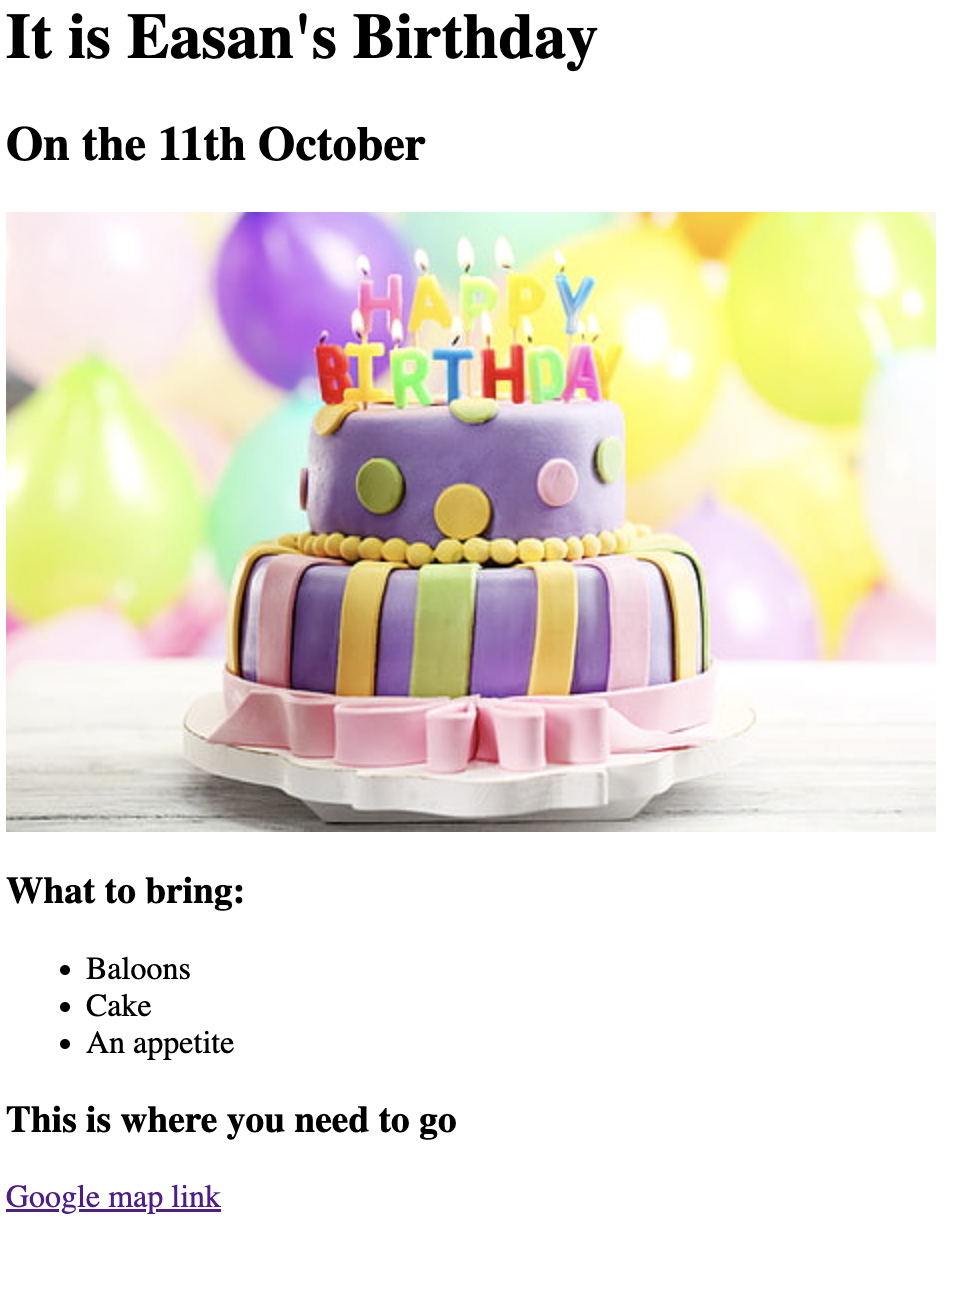 It is Easan's Birthday
On the 11th October
HAPPY
BIRTHDAY
What to bring:
Baloons
Cake
An appetite
This is where you need to go
Google map link